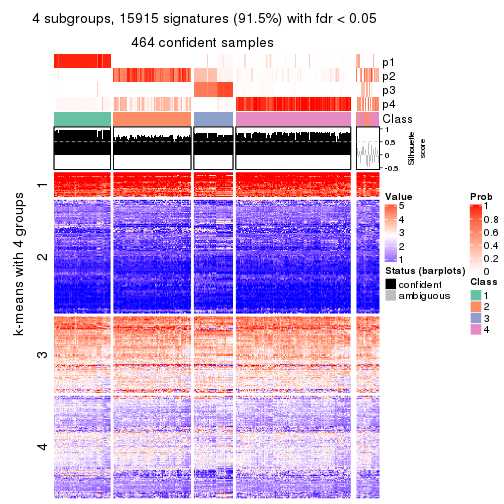 4 subgroups, 15915 signatures (91.5%) with fdr < 0.05
464 confident samples
p1
p2
p3
p4
Class
1
0.5
0
-0.5
Silhouette
score
k-means with 4 groups
1
2
3
4
Value
5
4
3
2
1
Status (barplots)
confident
ambiguous
Prob
1
0.8
0.6
0.4
0.2
0
Class
1
2
3
4